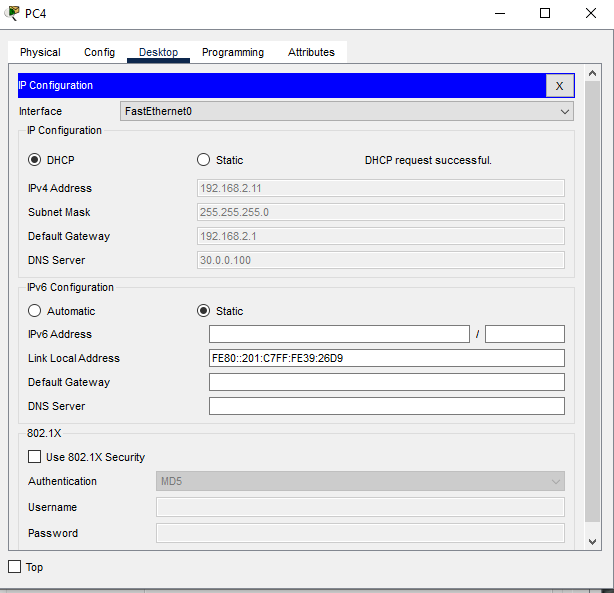 PC4
Physical Config Desktop Programming Attributes
IP Configuration X
Interface FastEthernet0
IP Configuration
DHCP Static DHCP request successful.
IPv4 Address 192.168.2.11
Subnet Mask 255.255.255.0
Default Gateway 192.168.2.1
DNS Server 30.0.0.100
IPv6 Configuration
Automatic Static
IPv6 Address /
Link Local Address FE80::201:C7FF:FE39:26D9
Default Gateway
DNS Server
802.1X
Use 802.1X Security
Authentication MD5
Username
Password
Top